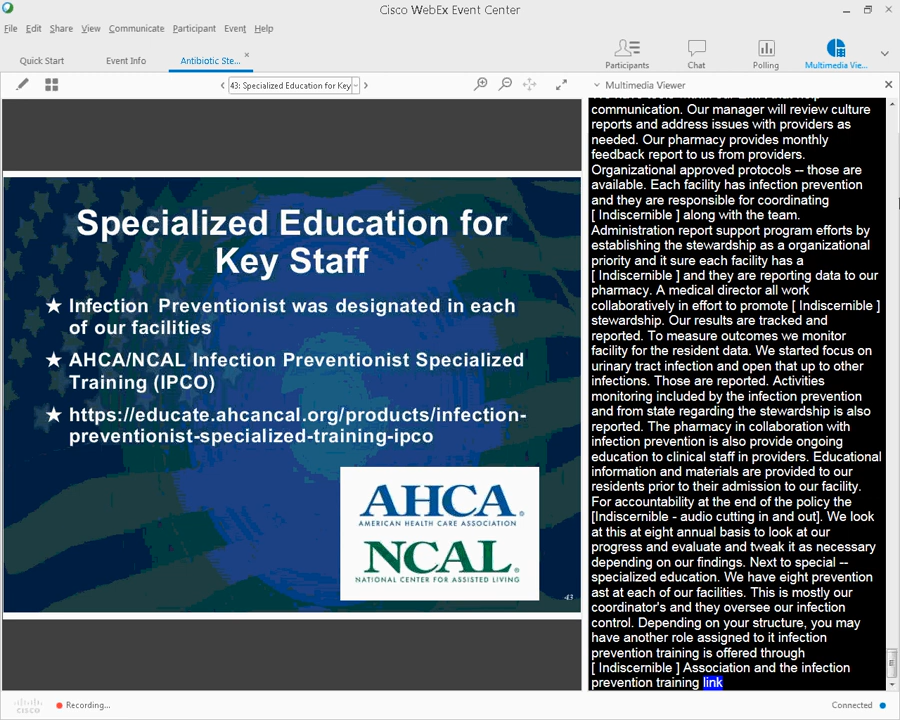 Cisco WebEx Event Center
File Edit Share View Communicate Participant Event Help
Quick Start Event Info Antibiotic Ste...
Participants Chat Polling Multimedia Vie...
43: Specialized Education for Key
Multimedia Viewer
Specialized Education for
Key Staff
★ Infection Preventionist was designated in each
of our facilities
★ AHCA/NCAL Infection Preventionist Specialized
Training (IPCO)
★ https://educate.ahcancal.org/products/infection-
preventionist-specialized-training-ipco
AHCA®
AMERICAN HEALTH CARE ASSOCIATION
NCAL®
NATIONAL CENTER FOR ASSISTED LIVING
43
communication. Our manager will review culture
reports and address issues with providers as
needed. Our pharmacy provides monthly
feedback report to us from providers.
Organizational approved protocols -- those are
available. Each facility has infection prevention
and they are responsible for coordinating
[ Indiscernible ] along with the team.
Administration report support program efforts by
establishing the stewardship as a organizational
priority and it sure each facility has a
[ Indiscernible ] and they are reporting data to our
pharmacy. A medical director all work
collaboratively in effort to promote [ Indiscernible ]
stewardship. Our results are tracked and
reported. To measure outcomes we monitor
facility for the resident data. We started focus on
urinary tract infection and open that up to other
infections. Those are reported. Activities
monitoring included by the infection prevention
and from state regarding the stewardship is also
reported. The pharmacy in collaboration with
infection prevention is also provide ongoing
education to clinical staff in providers. Educational
information and materials are provided to our
residents prior to their admission to our facility.
For accountability at the end of the policy the
[Indiscernible - audio cutting in and out]. We look
at this at eight annual basis to look at our
progress and evaluate and tweak it as necessary
depending on our findings. Next to special --
specialized education. We have eight prevention
ast at each of our facilities. This is mostly our
coordinator's and they oversee our infection
control. Depending on your structure, you may
have another role assigned to it infection
prevention training is offered through
[ Indiscernible ] Association and the infection
prevention training link
cisco Recording... Connected